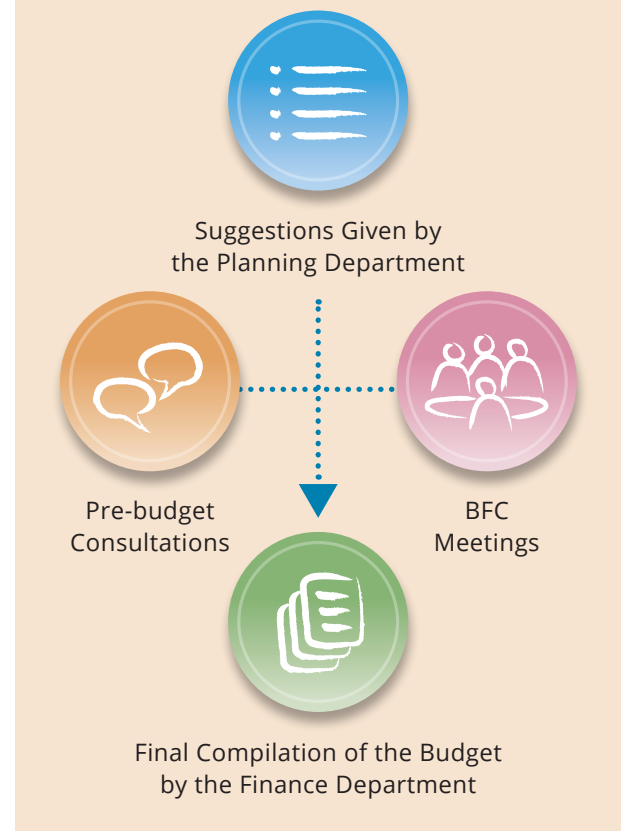 Suggestions Given by
the Planning Department
Pre-budget
Consultations
BFC
Meetings
Final Compilation of the Budget
by the Finance Department